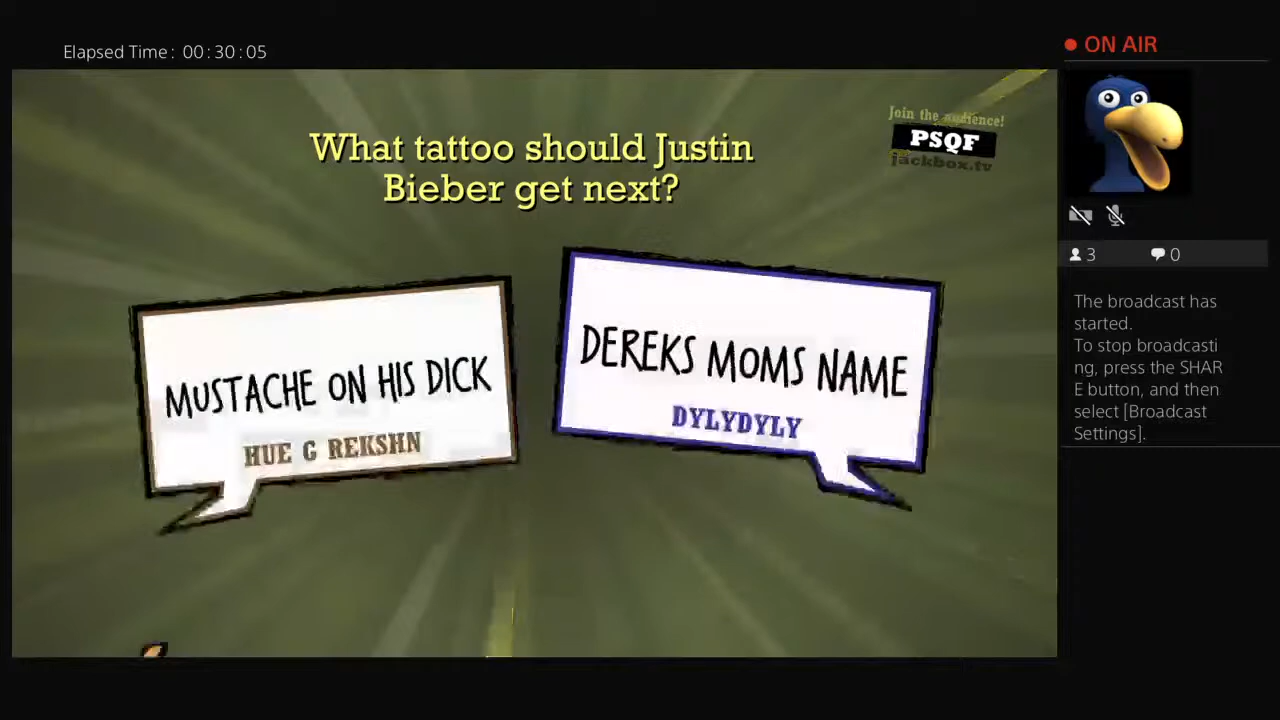 Elapsed Time: 00:30:05
ON AIR
What tattoo should Justin
Bieber get next?
Join the audience!
PSQF
jackbox.tv
MUSTACHE ON HIS DICK
HUE G REKSHN
DEREKS MOMS NAME
DYLYDYLY
3
0
The broadcast has
started.
To stop broadcasti
ng, press the SHAR
E button, and then
select [Broadcast
Settings].